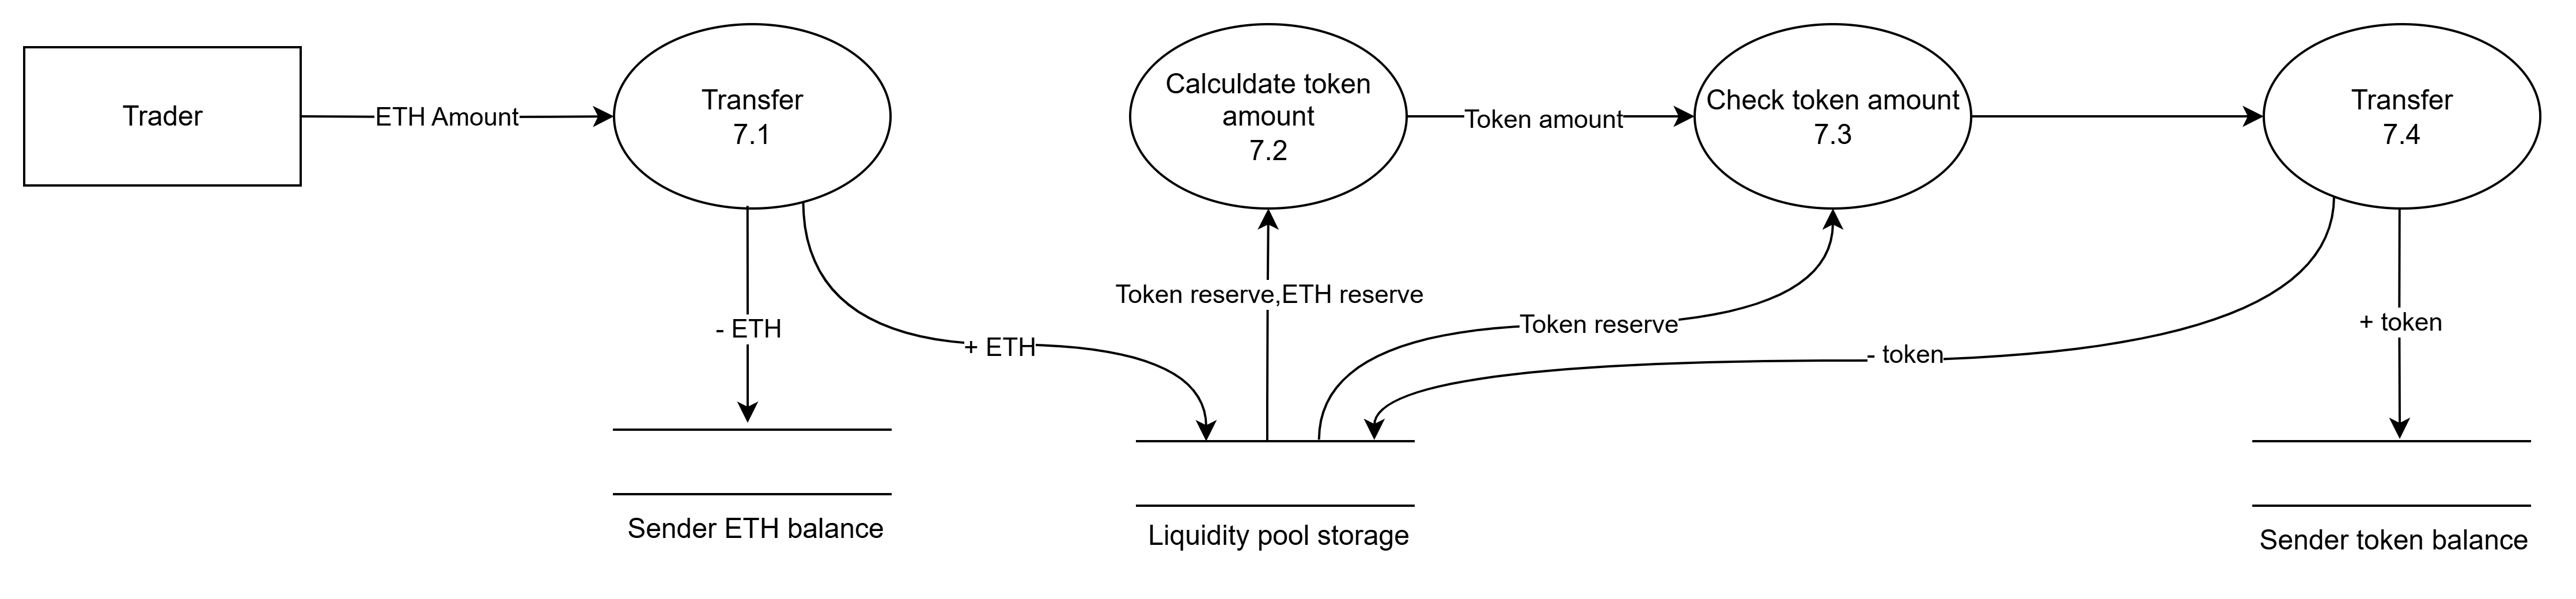 Trader
ETH Amount
Transfer
7.1
Calculdate token
amount
7.2
Token amount
Check token amount
7.3
Transfer
7.4
- ETH
+ ETH
Token reserve,ETH reserve
Token reserve
- token
+ token
Sender ETH balance
Liquidity pool storage
Sender token balance